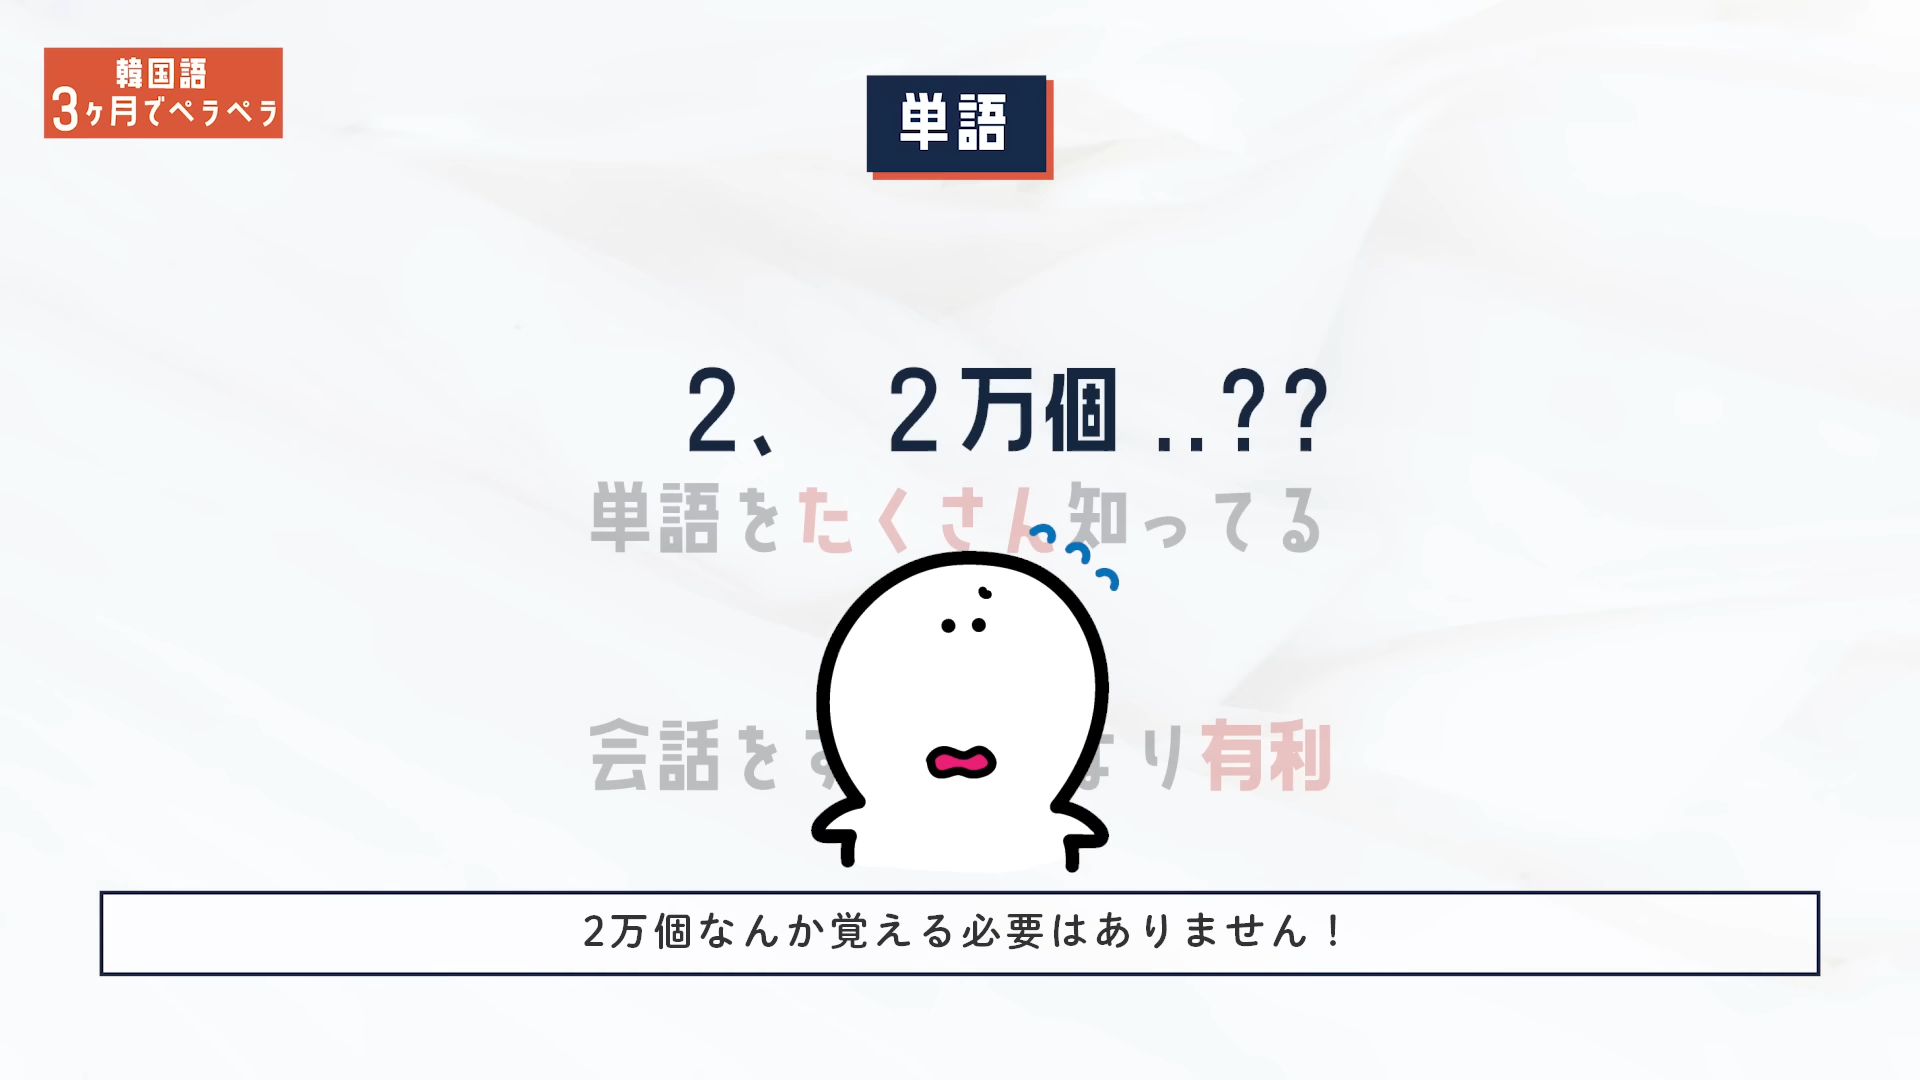 韓国語
3ヶ月でペラペラ
単語
2、 2万個 ..??
単語をたくさん知ってる
会話をす
り有利
2万個なんか覚える必要はありません！